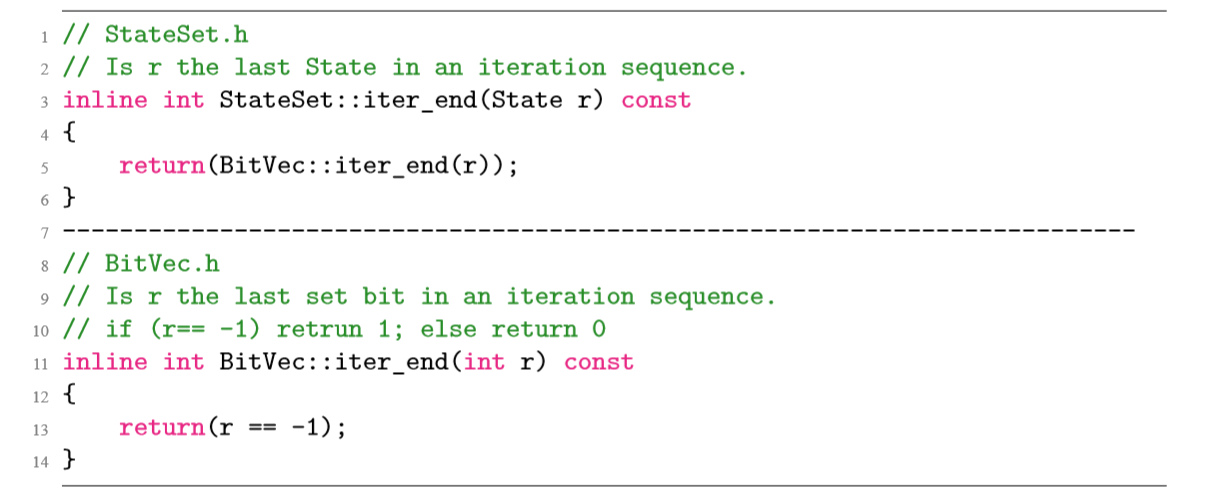 1 // StateSet.h
2 // Is r the last State in an iteration sequence.
3 inline int StateSet::iter_end(State r) const
4 {
5     return(BitVec::iter_end(r));
6 }
7 ---------------------------------------------------------------------------
8 // BitVec.h
9 // Is r the last set bit in an iteration sequence.
10 // if (r== -1) retrun 1; else return 0
11 inline int BitVec::iter_end(int r) const
12 {
13     return(r == -1);
14 }